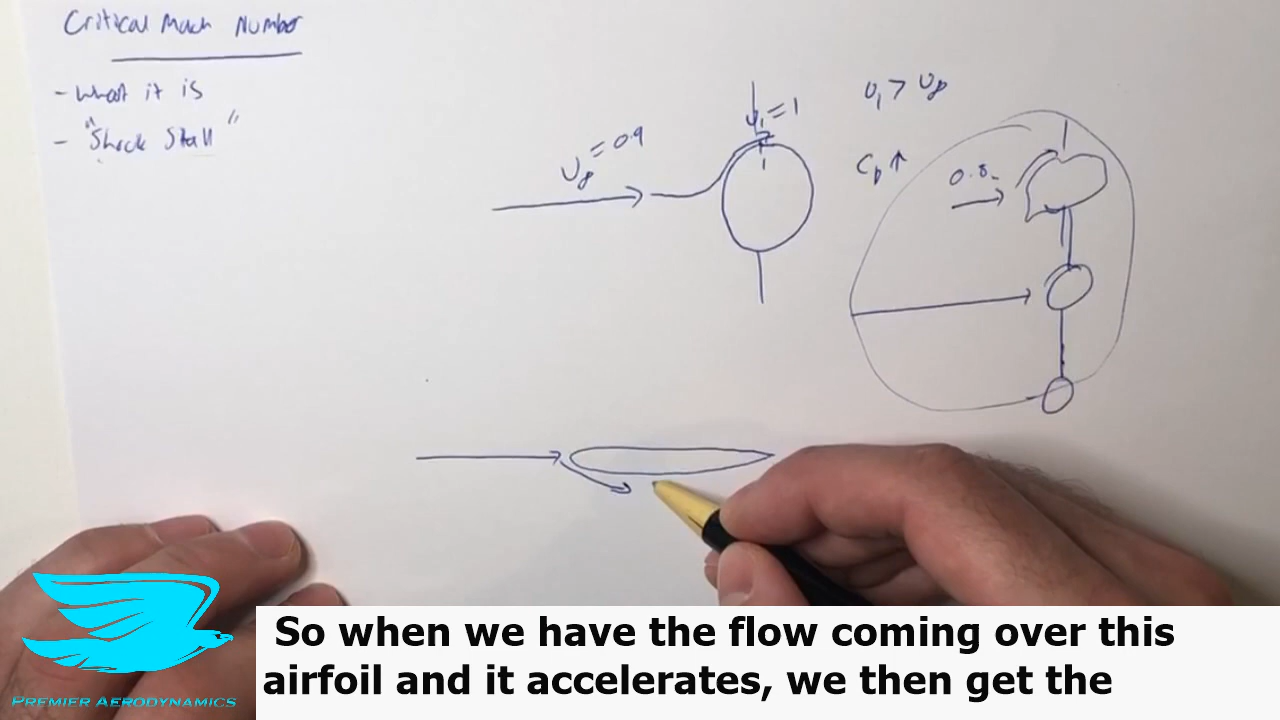 Critical Mach Number
- What it is
- "Shock Stall"
U∞ = 0.9
U₁ = 1
U₁ > U∞
Cp ↑
0.8
So when we have the flow coming over this
airfoil and it accelerates, we then get the
PREMIER AERODYNAMICS